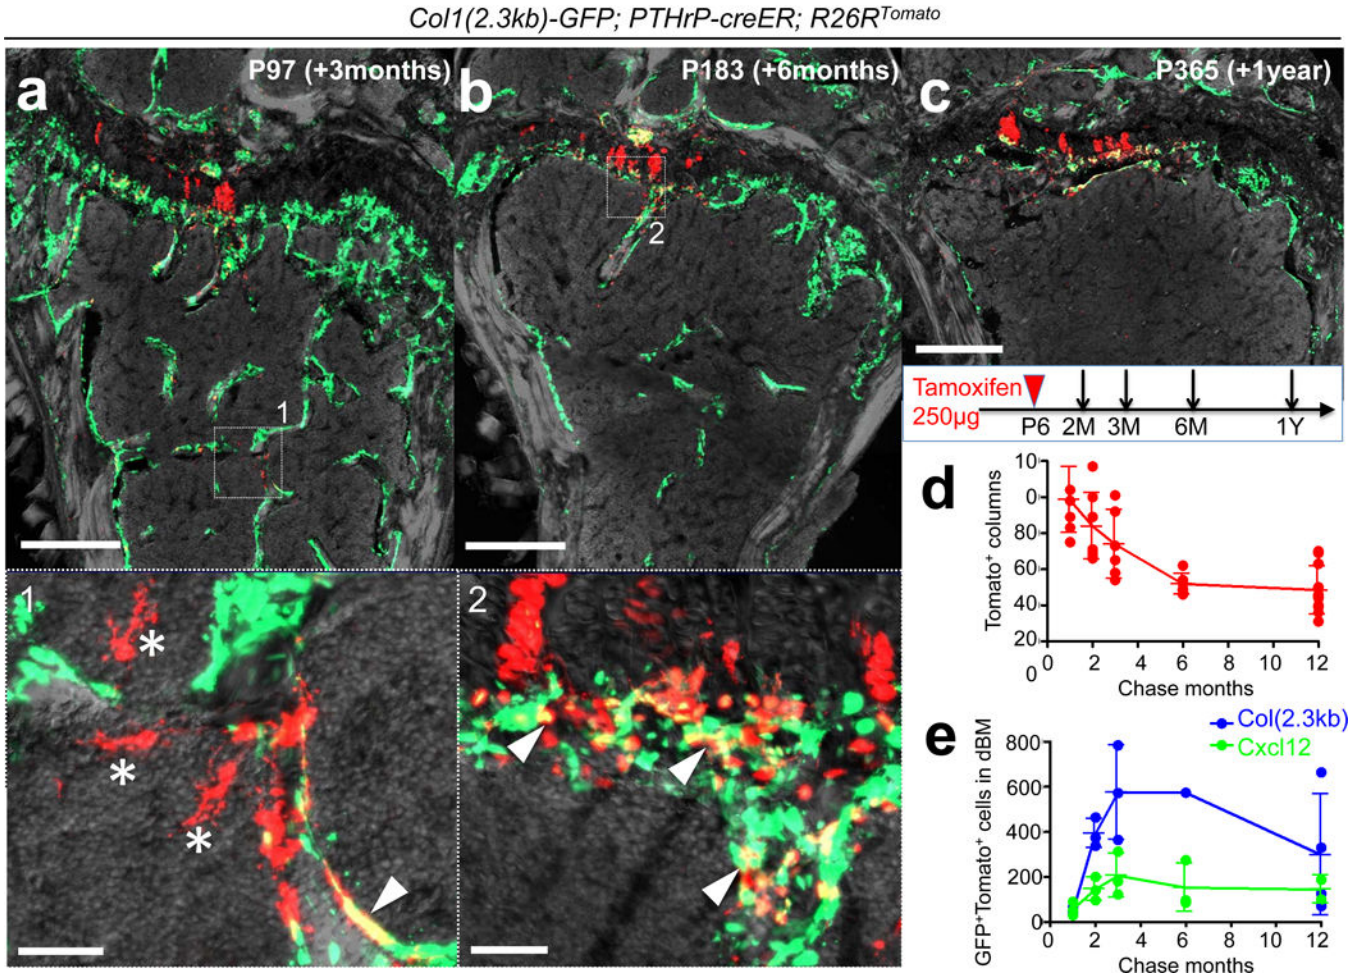 Col1(2.3kb)-GFP; PTHrP-creER; R26R^Tomato
a
P97 (+3months)
b
P183 (+6months)
c
P365 (+1year)
1
2
Tamoxifen
250µg
P6 2M 3M 6M 1Y
1
*
*
*
2
d
Tomato⁺ columns
10
0
80
60
40
20
0
0 2 4 6 8 10 12
Chase months
e
Col(2.3kb)
Cxcl12
GFP⁺Tomato⁺ cells in dBM
800
600
400
200
0
0 2 4 6 8 10 12
Chase months